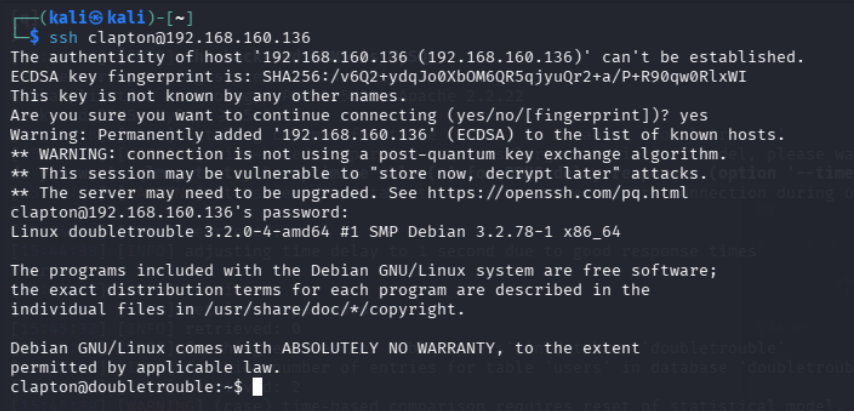 ┌──(kali㉿kali)-[~]
└─$ ssh clapton@192.168.160.136
The authenticity of host '192.168.160.136 (192.168.160.136)' can't be established.
ECDSA key fingerprint is: SHA256:/v6Q2+ydqJo0XbOM6QR5qjyuQr2+a/P+R90qw0RlxWI
This key is not known by any other names.
Are you sure you want to continue connecting (yes/no/[fingerprint])? yes
Warning: Permanently added '192.168.160.136' (ECDSA) to the list of known hosts.
** WARNING: connection is not using a post-quantum key exchange algorithm.
** This session may be vulnerable to "store now, decrypt later" attacks.
** The server may need to be upgraded. See https://openssh.com/pq.html
clapton@192.168.160.136's password:
Linux doubletrouble 3.2.0-4-amd64 #1 SMP Debian 3.2.78-1 x86_64
The programs included with the Debian GNU/Linux system are free software;
the exact distribution terms for each program are described in the
individual files in /usr/share/doc/*/copyright.
Debian GNU/Linux comes with ABSOLUTELY NO WARRANTY, to the extent
permitted by applicable law.
clapton@doubletrouble:~$